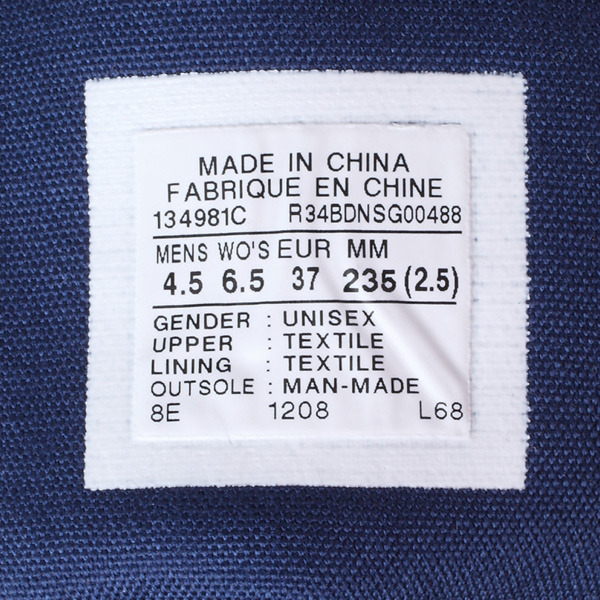 MADE IN CHINA
FABRIQUE EN CHINE
134981C R34BDNSG00488
MENS WO'S EUR MM
4.5 6.5 37 235 (2.5)
GENDER : UNISEX
UPPER : TEXTILE
LINING : TEXTILE
OUTSOLE : MAN-MADE
8E 1208 L68